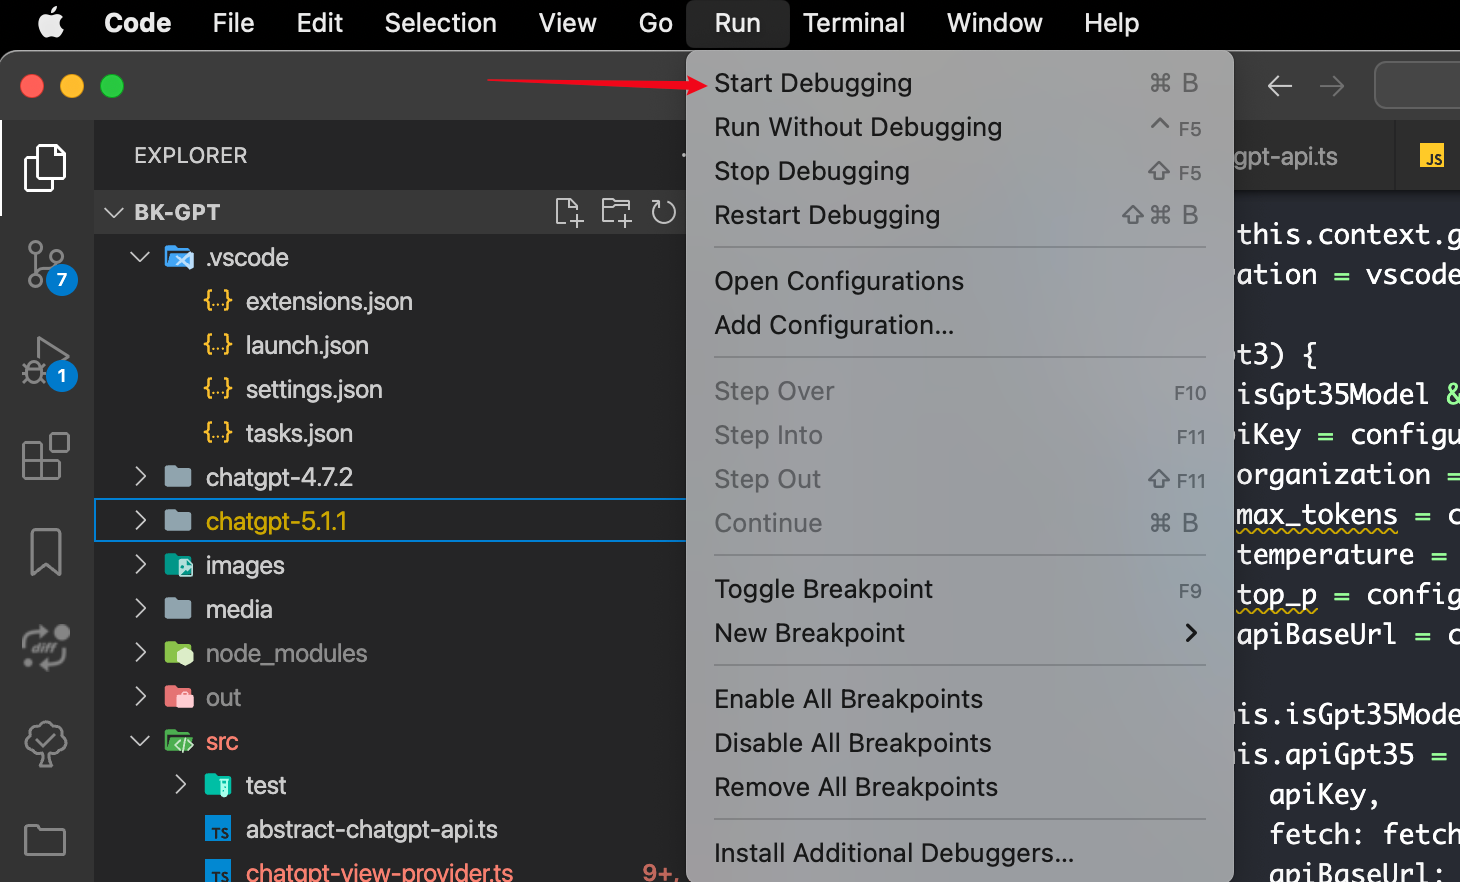 Code File Edit Selection View Go Run Terminal Window Help
Start Debugging ⌘ B
Run Without Debugging ^ F5
Stop Debugging ⇧ F5
Restart Debugging ⇧⌘ B
Open Configurations
Add Configuration...
Step Over F10
Step Into F11
Step Out ⇧ F11
Continue ⌘ B
Toggle Breakpoint F9
New Breakpoint
Enable All Breakpoints
Disable All Breakpoints
Remove All Breakpoints
Install Additional Debuggers...
EXPLORER
BK-GPT
.vscode
{..} extensions.json
{..} launch.json
{..} settings.json
{..} tasks.json
chatgpt-4.7.2
chatgpt-5.1.1
images
media
node_modules
out
src
test
TS abstract-chatgpt-api.ts
TS chatgpt-view-provider.ts 9+,
7
1
diff
gpt-api.ts
JS
this.context.g
ation = vscode
t3) {
isGpt35Model &
iKey = configu
organization =
max_tokens = c
temperature =
top_p = config
apiBaseUrl = c
is.isGpt35Mode
is.apiGpt35 =
apiKey,
fetch: fetch
apiBaseUrl: